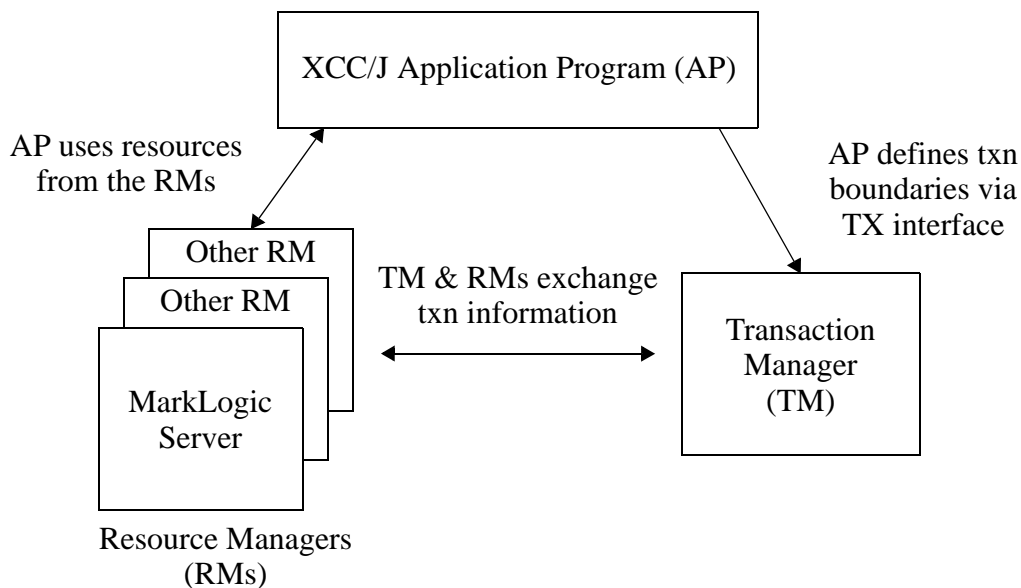 XCC/J Application Program (AP)
AP uses resources
from the RMs
AP defines txn
boundaries via
TX interface
Other RM
Other RM
MarkLogic
Server
TM & RMs exchange
txn information
Transaction
Manager
(TM)
Resource Managers
(RMs)